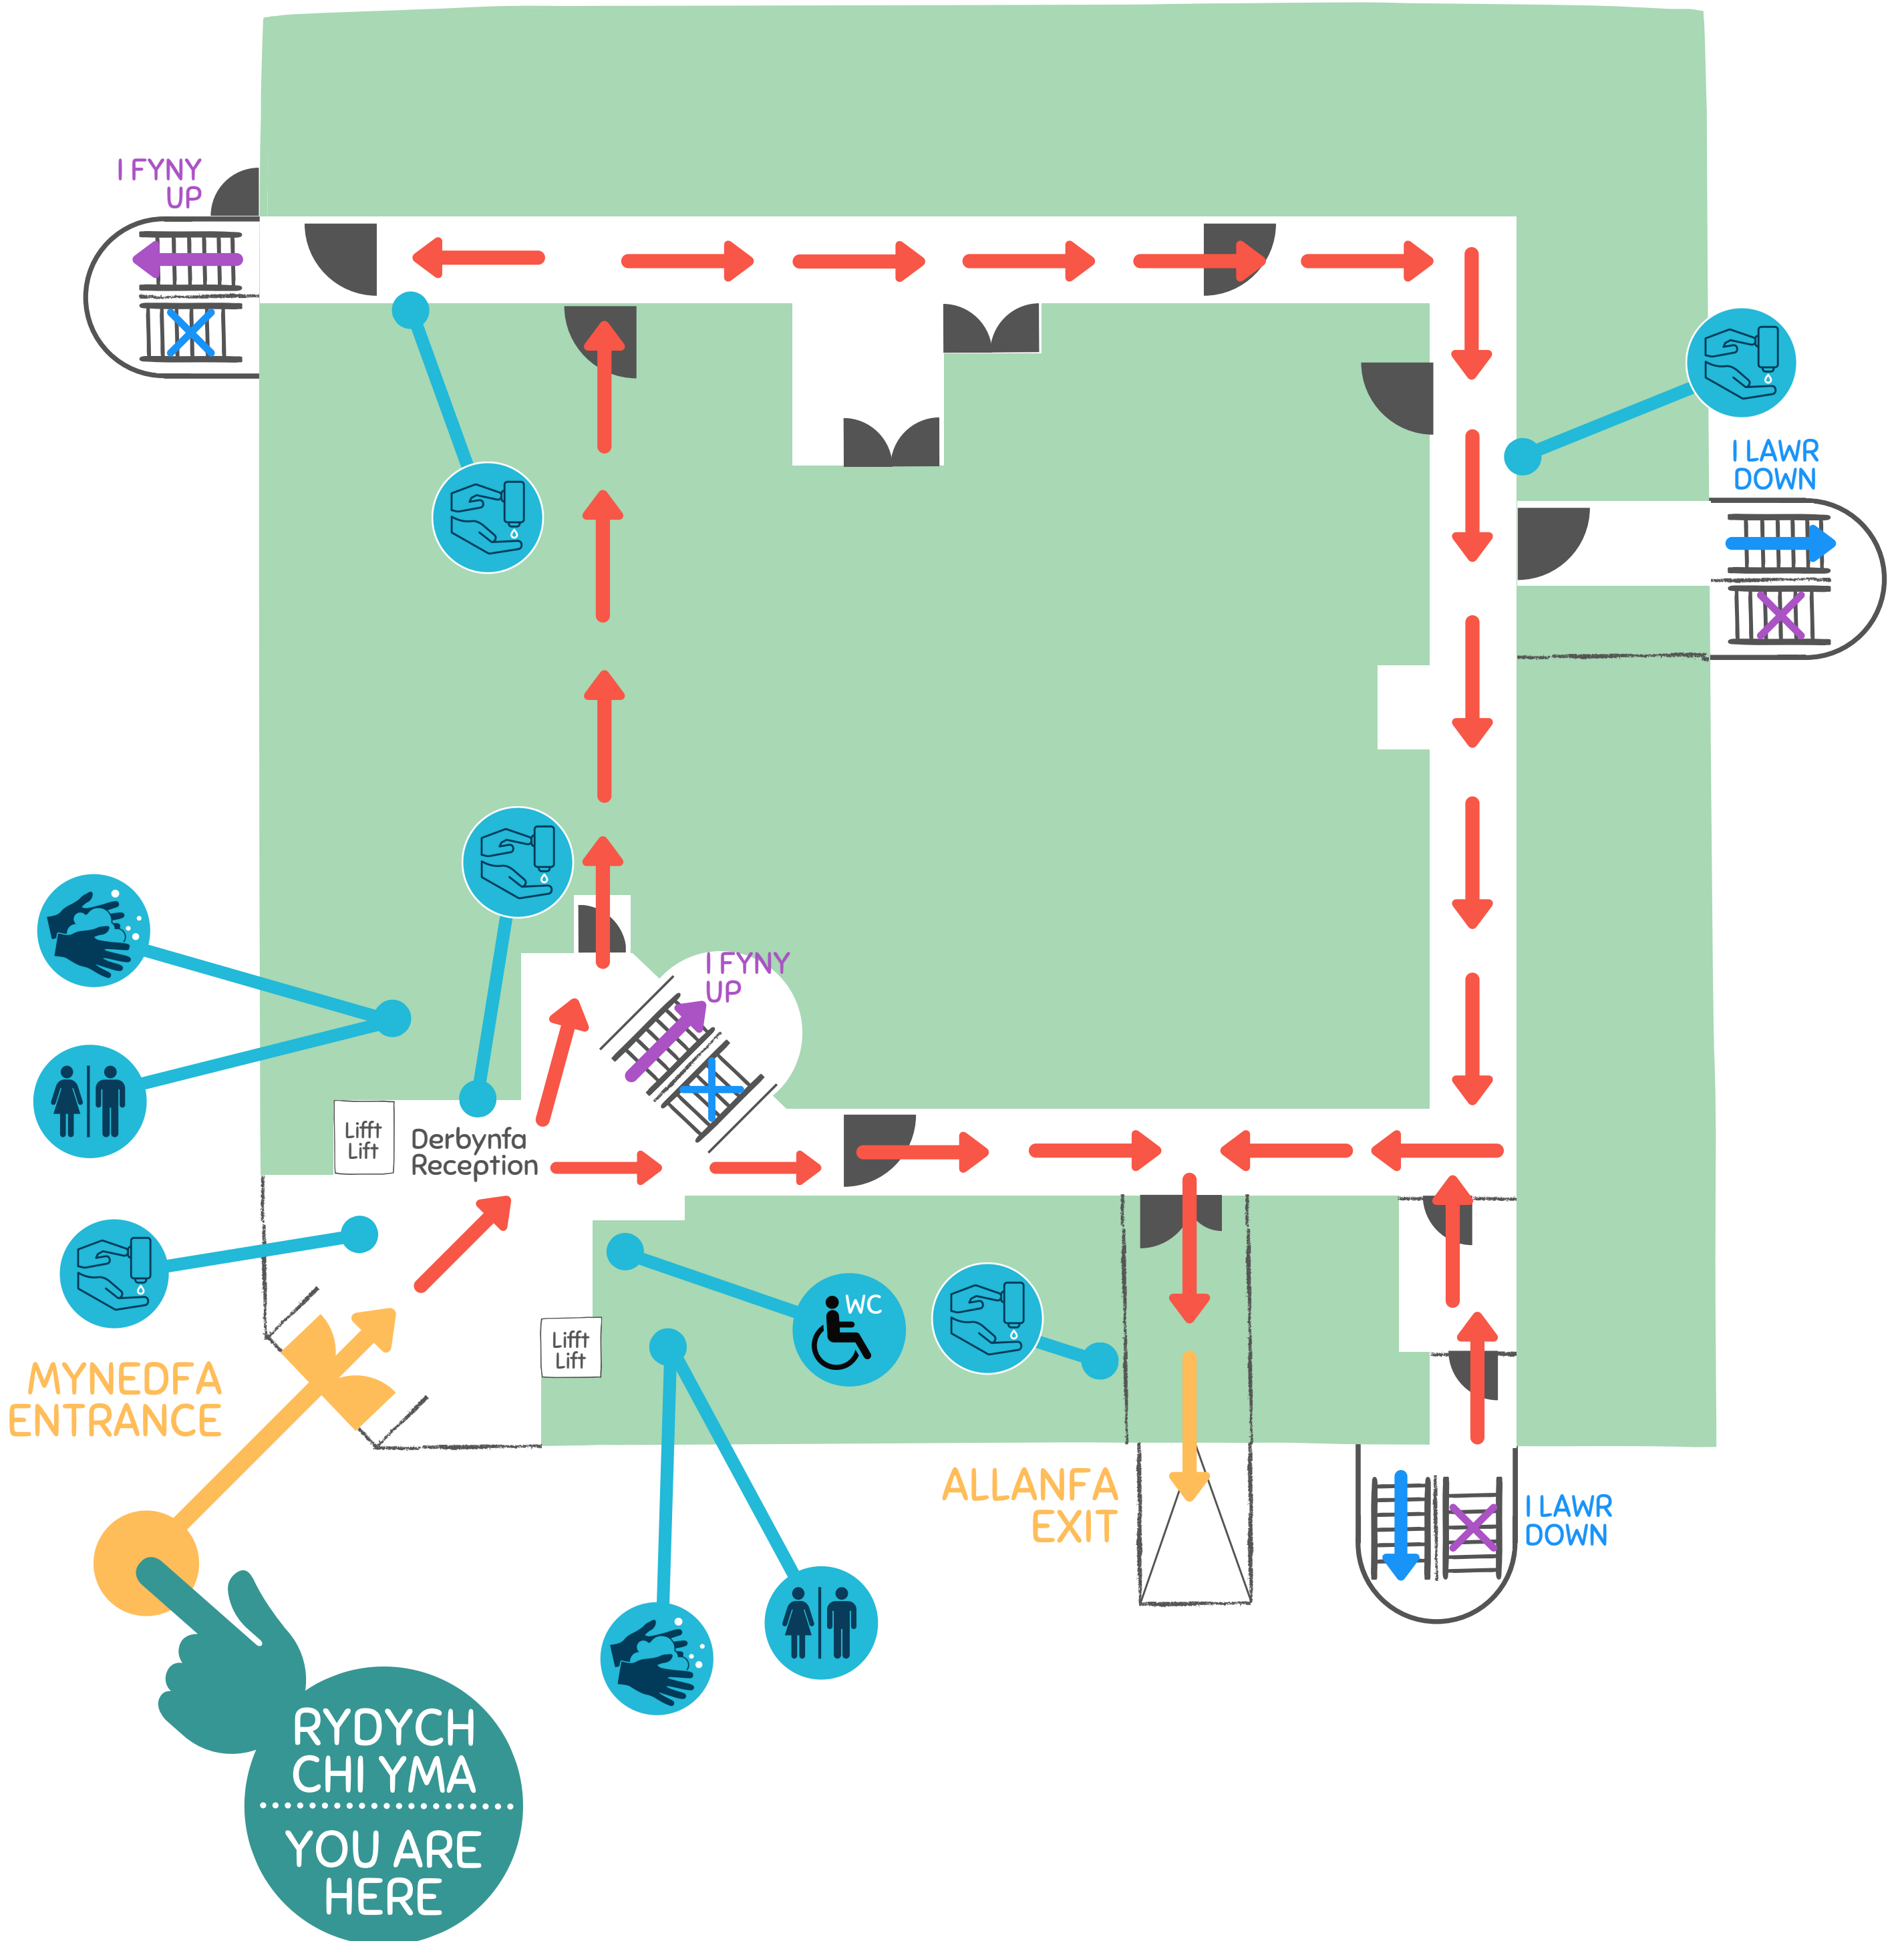 I FYNY
UP
I LAWR
DOWN
I FYNY
UP
Lifft
Lift
Derbynfa
Reception
WC
Lifft
Lift
MYNEDFA
ENTRANCE
ALLANFA
EXIT
I LAWR
DOWN
RYDYCH
CHI YMA
YOU ARE
HERE